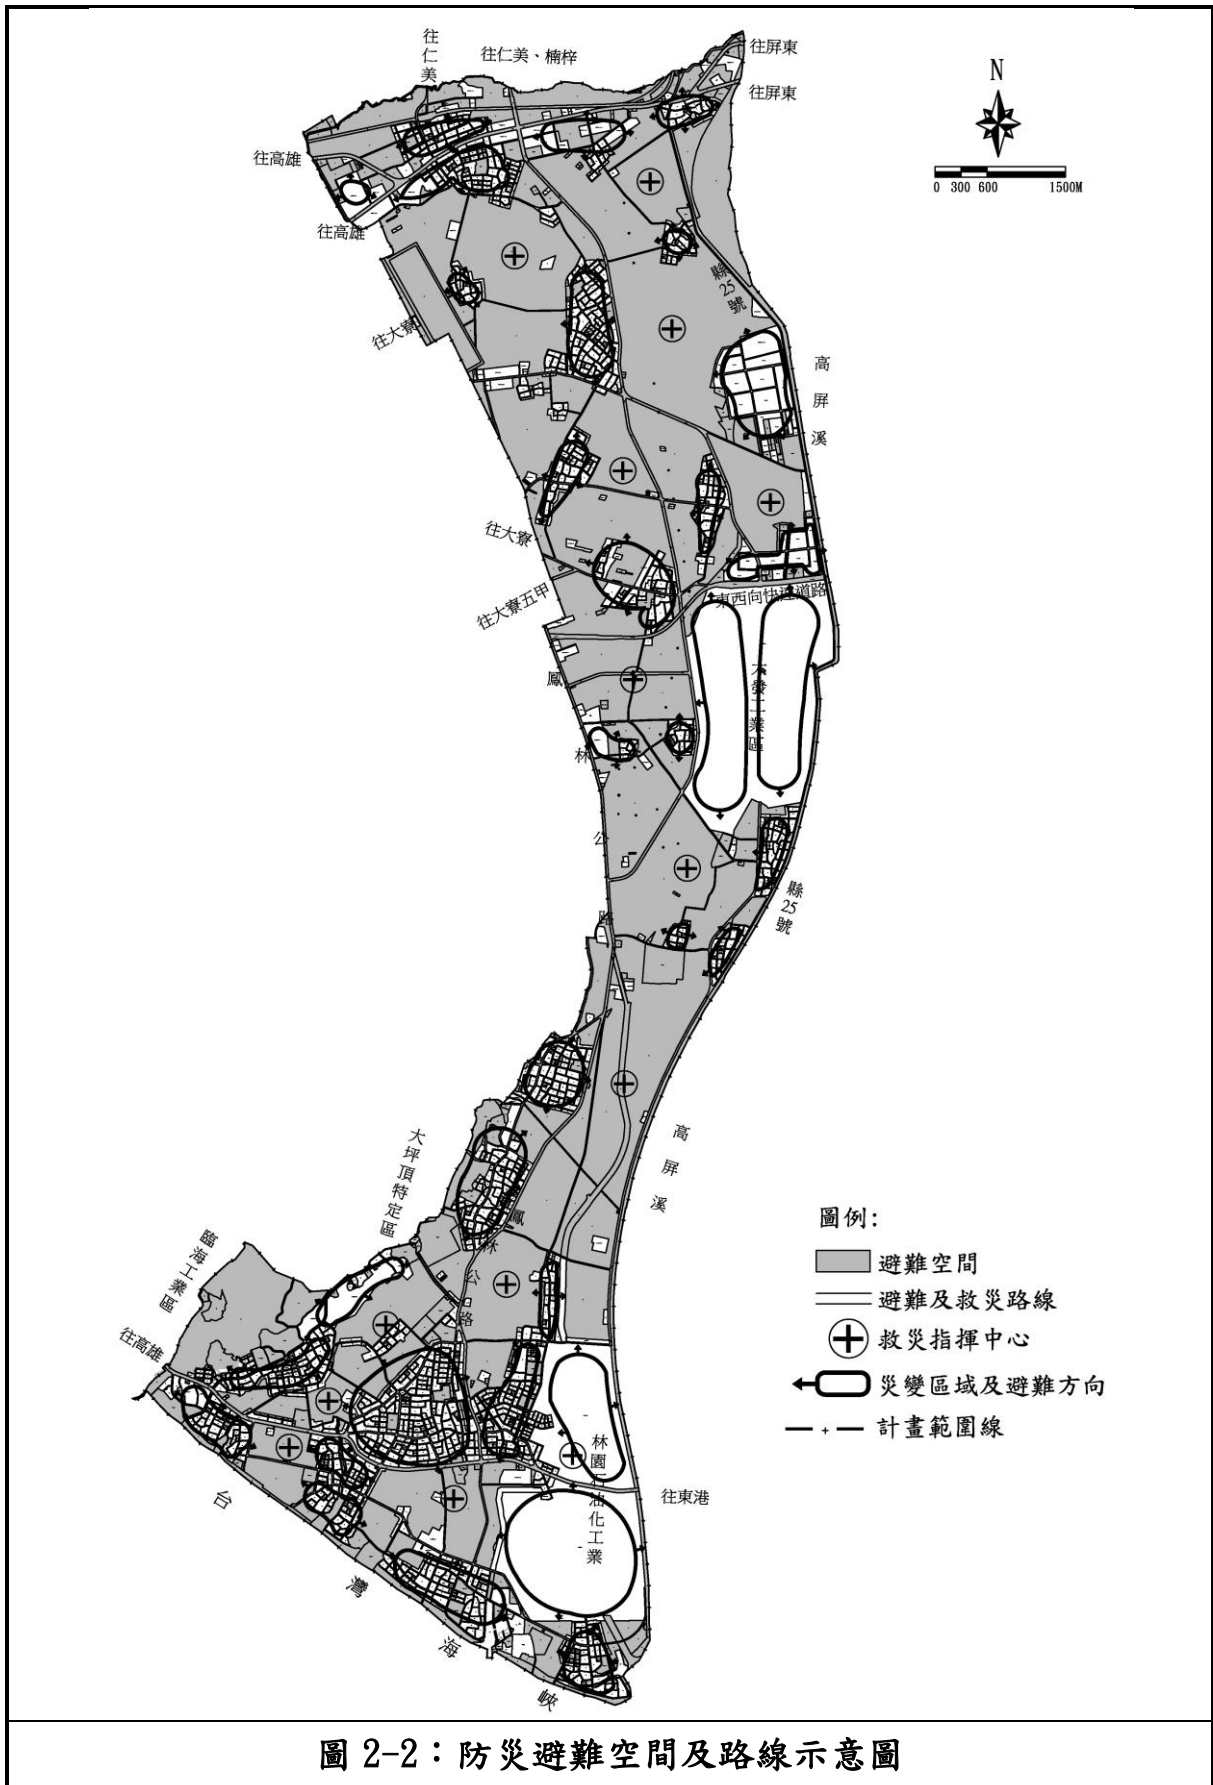 往仁美
往仁美、楠梓
往屏東
往屏東
N
0 300 600 1500M
往高雄
往高雄
縣25號
往大寮
高屏溪
往大寮
往大寮五甲
東西向快速道路
大發工業區
鳳林公路
縣25號
高屏溪
大坪頂特定區
鳳林公路
臨海工業區
往高雄
林園石油化工業
往東港
台灣海峽
圖例:
避難空間
避難及救災路線
救災指揮中心
災變區域及避難方向
計畫範圍線
圖 2-2：防災避難空間及路線示意圖